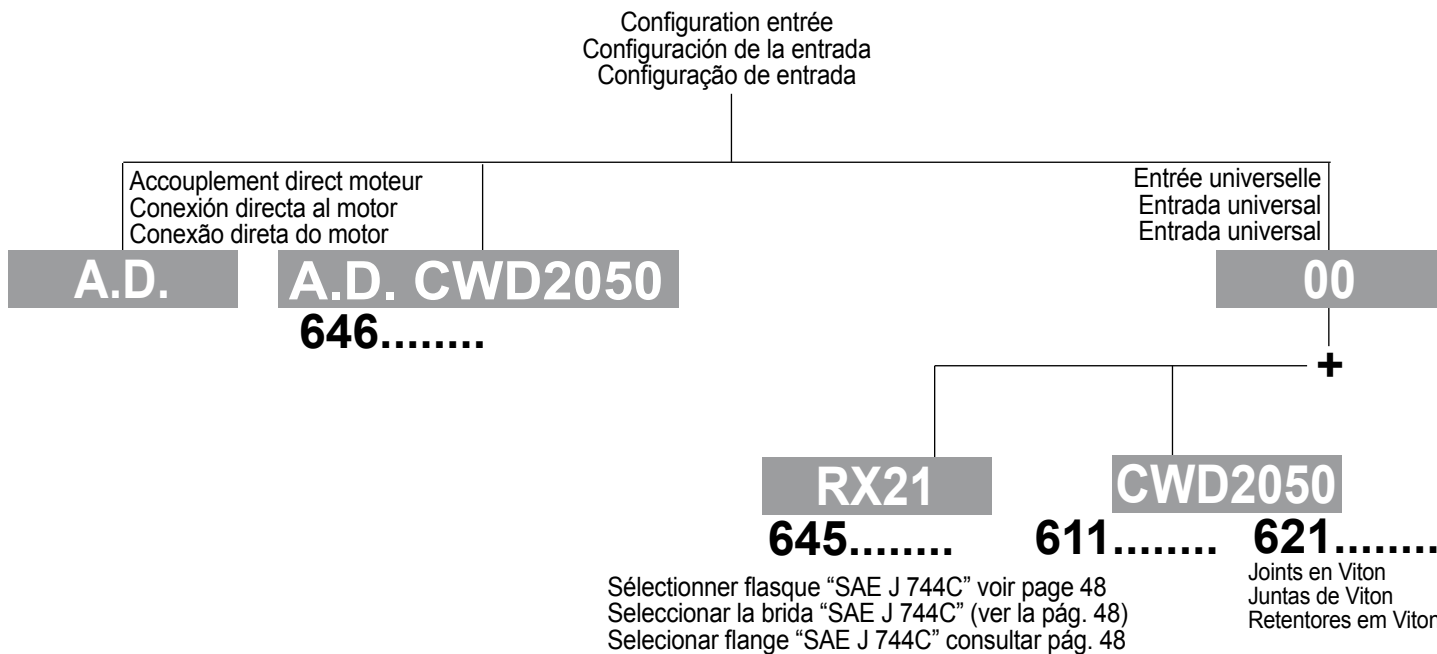 Configuration entrée
Configuración de la entrada
Configuração de entrada
Accouplement direct moteur
Conexión directa al motor
Conexão direta do motor
Entrée universelle
Entrada universal
Entrada universal
A.D.
A.D. CWD2050
00
646........
+
RX21
CWD2050
645........
611........
621........
Sélectionner flasque “SAE J 744C” voir page 48
Seleccionar la brida “SAE J 744C” (ver la pág. 48)
Selecionar flange “SAE J 744C” consultar pág. 48
Joints en Viton
Juntas de Viton
Retentores em Viton